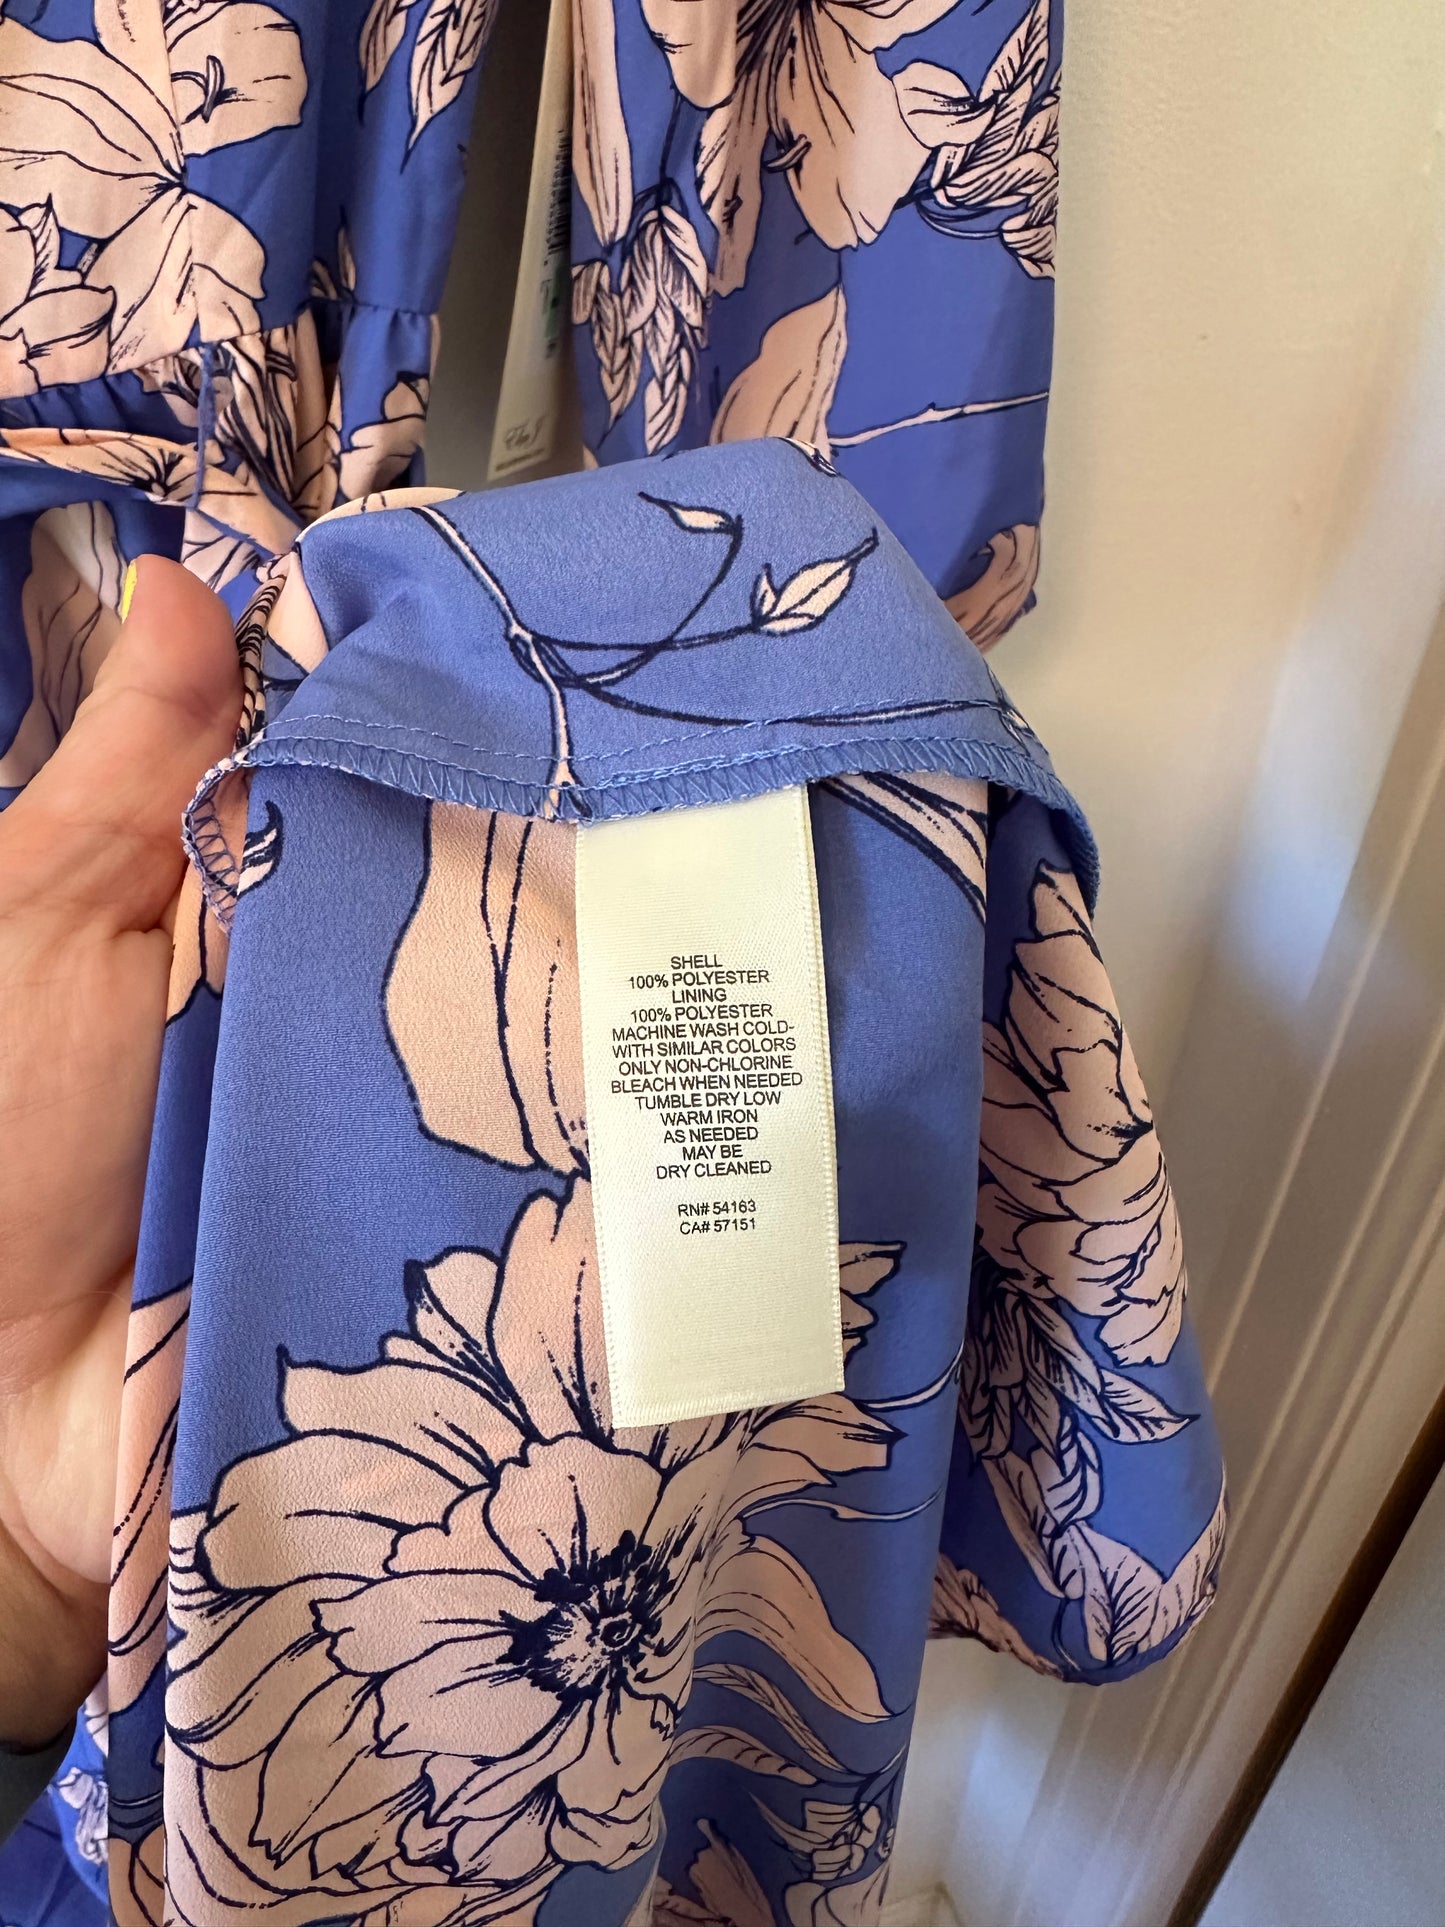 SHELL
100% POLYESTER
LINING
100% POLYESTER
MACHINE WASH COLD-
WITH SIMILAR COLORS
ONLY NON-CHLORINE
BLEACH WHEN NEEDED
TUMBLE DRY LOW
WARM IRON
AS NEEDED
MAY BE
DRY CLEANED
RN# 54163
CA# 57151